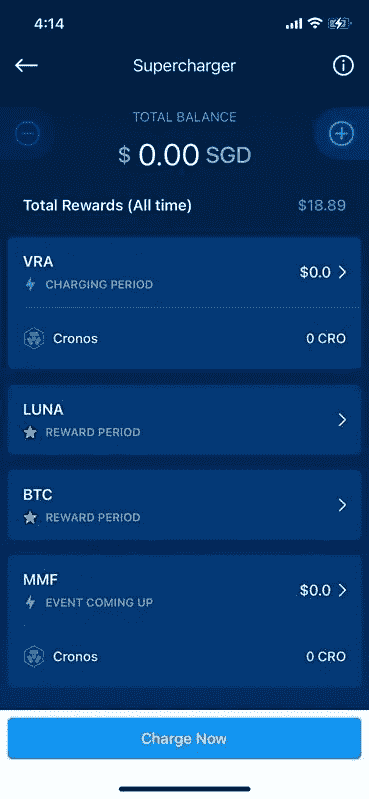 4:14
Supercharger
TOTAL BALANCE
$ 0.00 SGD
Total Rewards (All time) $18.89
VRA
$0.0
CHARGING PERIOD
Cronos 0 CRO
LUNA
REWARD PERIOD
BTC
REWARD PERIOD
MMF
$0.0
EVENT COMING UP
Cronos 0 CRO
Charge Now